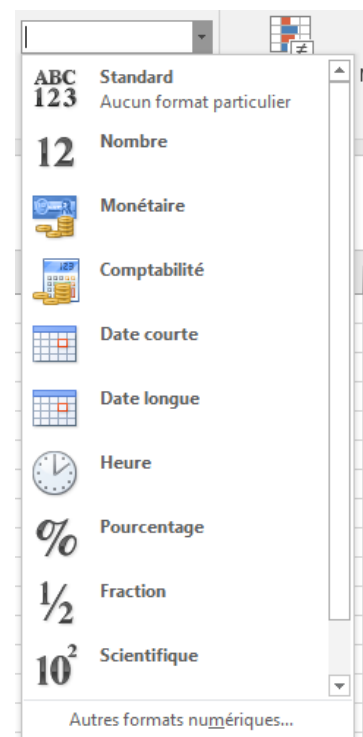 ABC
123
Standard
Aucun format particulier
12
Nombre
Monétaire
123
Comptabilité
Date courte
Date longue
Heure
%
Pourcentage
½
Fraction
10²
Scientifique
Autres formats numériques...